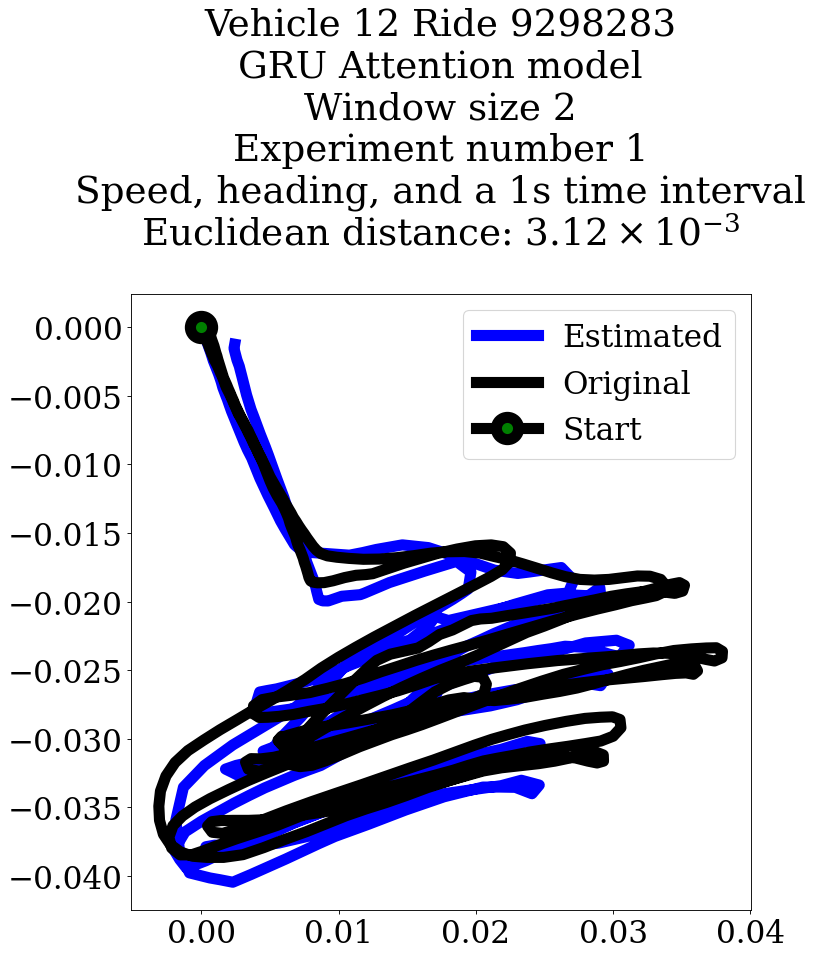 Vehicle 12 Ride 9298283
GRU Attention model
Window size 2
Experiment number 1
Speed, heading, and a 1s time interval
Euclidean distance: 3.12 × 10⁻³
Estimated
Original
Start
0.000
−0.005
−0.010
−0.015
−0.020
−0.025
−0.030
−0.035
−0.040
0.00 0.01 0.02 0.03 0.04